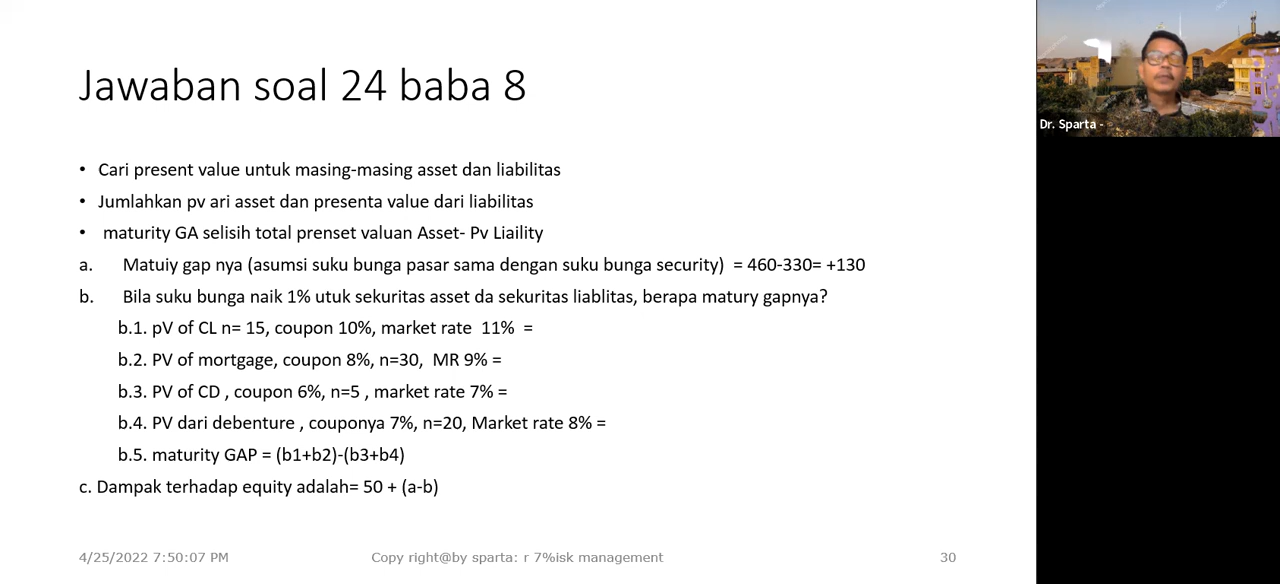 Jawaban soal 24 baba 8
• Cari present value untuk masing-masing asset dan liabilitas
• Jumlahkan pv ari asset dan presenta value dari liabilitas
• maturity GA selisih total prenset valuan Asset- Pv Liaility
a. Matuiy gap nya (asumsi suku bunga pasar sama dengan suku bunga security) = 460-330= +130
b. Bila suku bunga naik 1% utuk sekuritas asset da sekuritas liablitas, berapa matury gapnya?
b.1. pV of CL n= 15, coupon 10%, market rate 11% =
b.2. PV of mortgage, coupon 8%, n=30, MR 9% =
b.3. PV of CD , coupon 6%, n=5 , market rate 7% =
b.4. PV dari debenture , couponya 7%, n=20, Market rate 8% =
b.5. maturity GAP = (b1+b2)-(b3+b4)
c. Dampak terhadap equity adalah= 50 + (a-b)
4/25/2022 7:50:07 PM
Copy right@by sparta: r 7%isk management
30
Dr. Sparta -